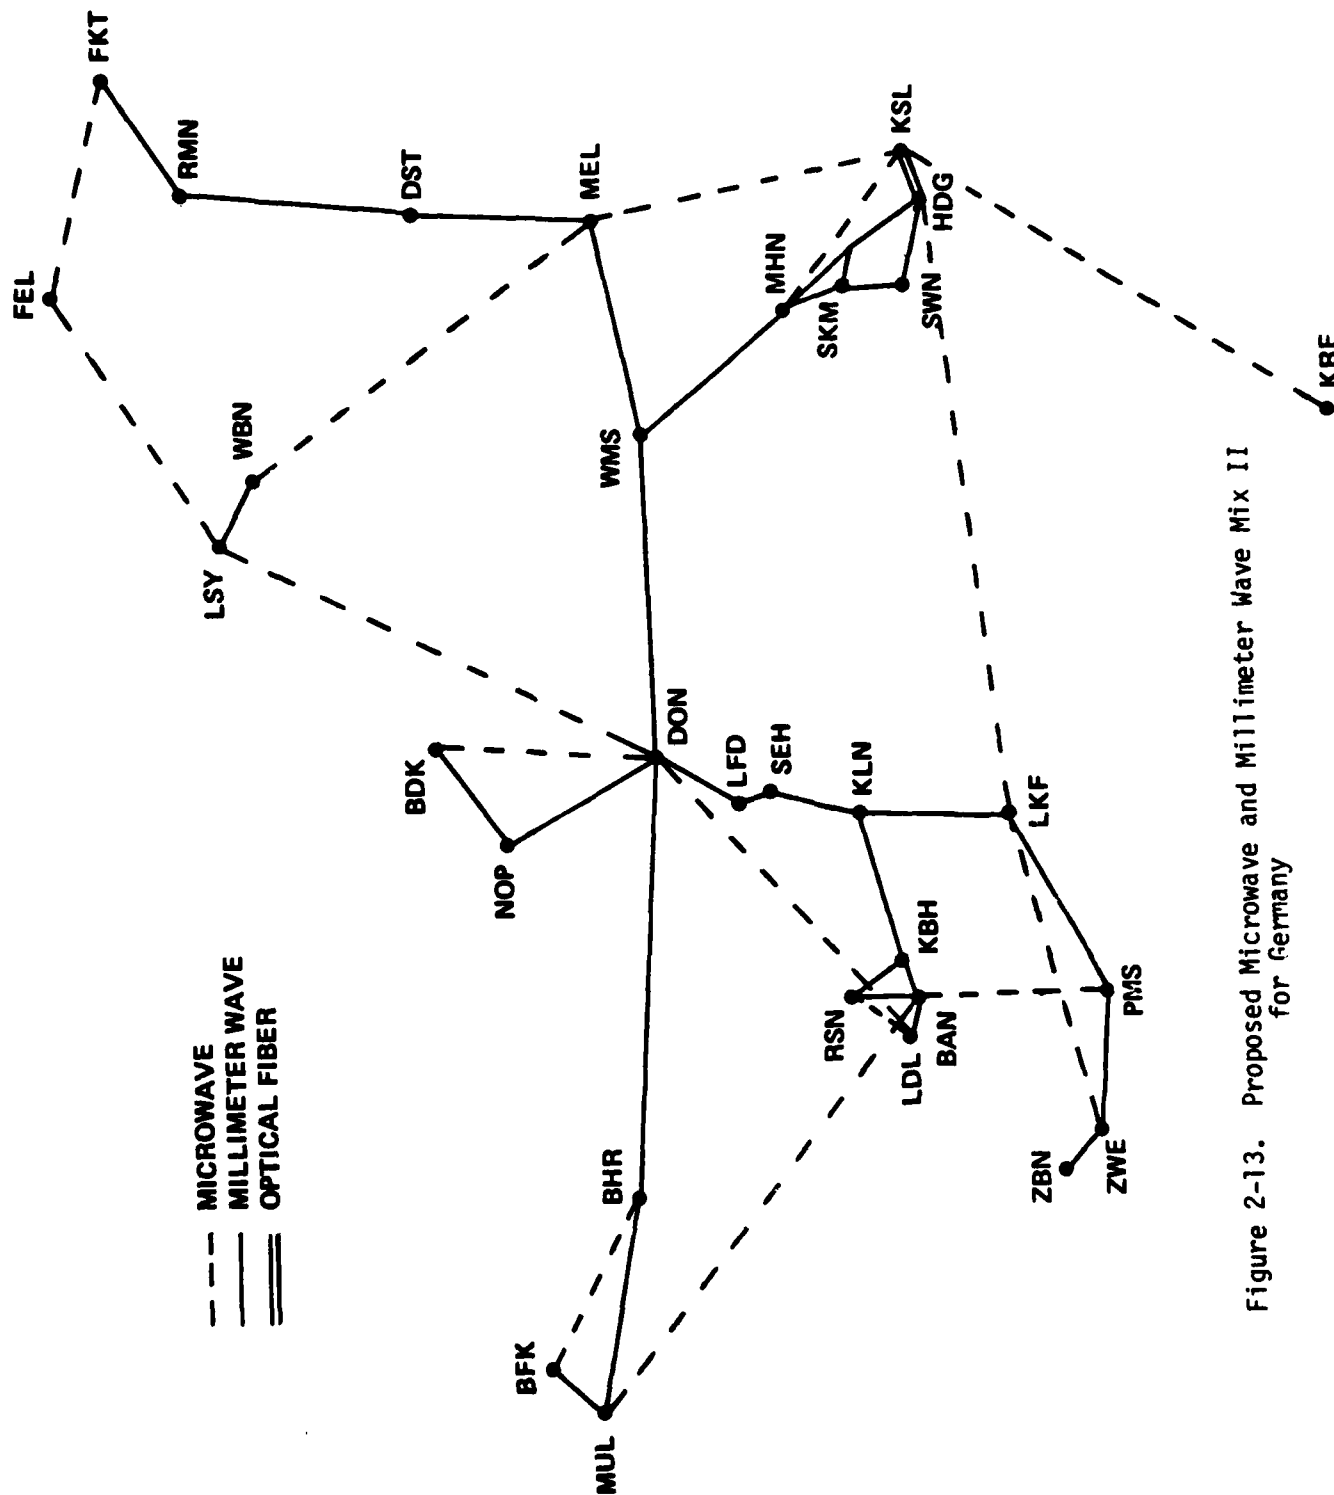 FKT
FEL
RMN
DST
MEL
KSL
HDG
MHN
SKM
SWN
KBF
WBN
LSY
WMS
BDK
NOP
DON
LFD
SEH
KLN
LKF
KBH
RSN
LDL
BAN
PMS
ZBN
ZWE
BHR
BFK
MUL
MICROWAVE
MILLIMETER WAVE
OPTICAL FIBER
Figure 2-13. Proposed Microwave and Millimeter Wave Mix II
for Germany